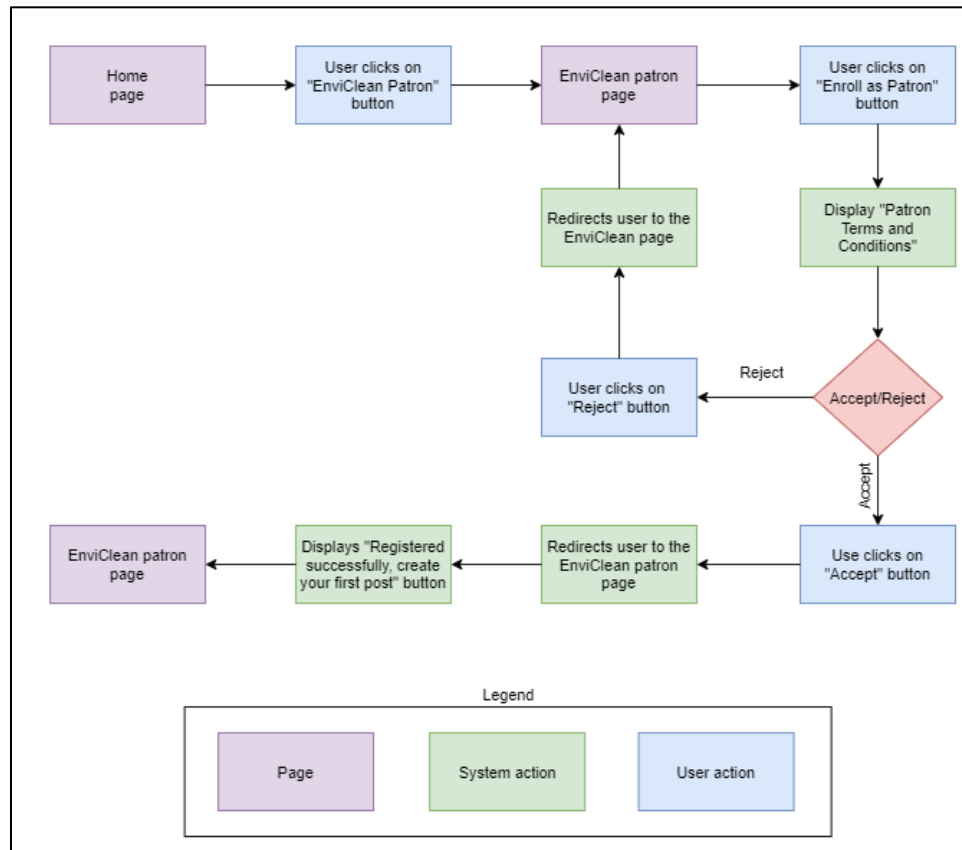 Home
page
User clicks on
"EnviClean Patron"
button
EnviClean patron
page
User clicks on
"Enroll as Patron"
button
Redirects user to the
EnviClean page
Display "Patron
Terms and
Conditions"
User clicks on
"Reject" button
Reject
Accept/Reject
Accept
EnviClean patron
page
Displays "Registered
successfully, create
your first post" button
Redirects user to the
EnviClean patron
page
Use clicks on
"Accept" button
Legend
Page
System action
User action